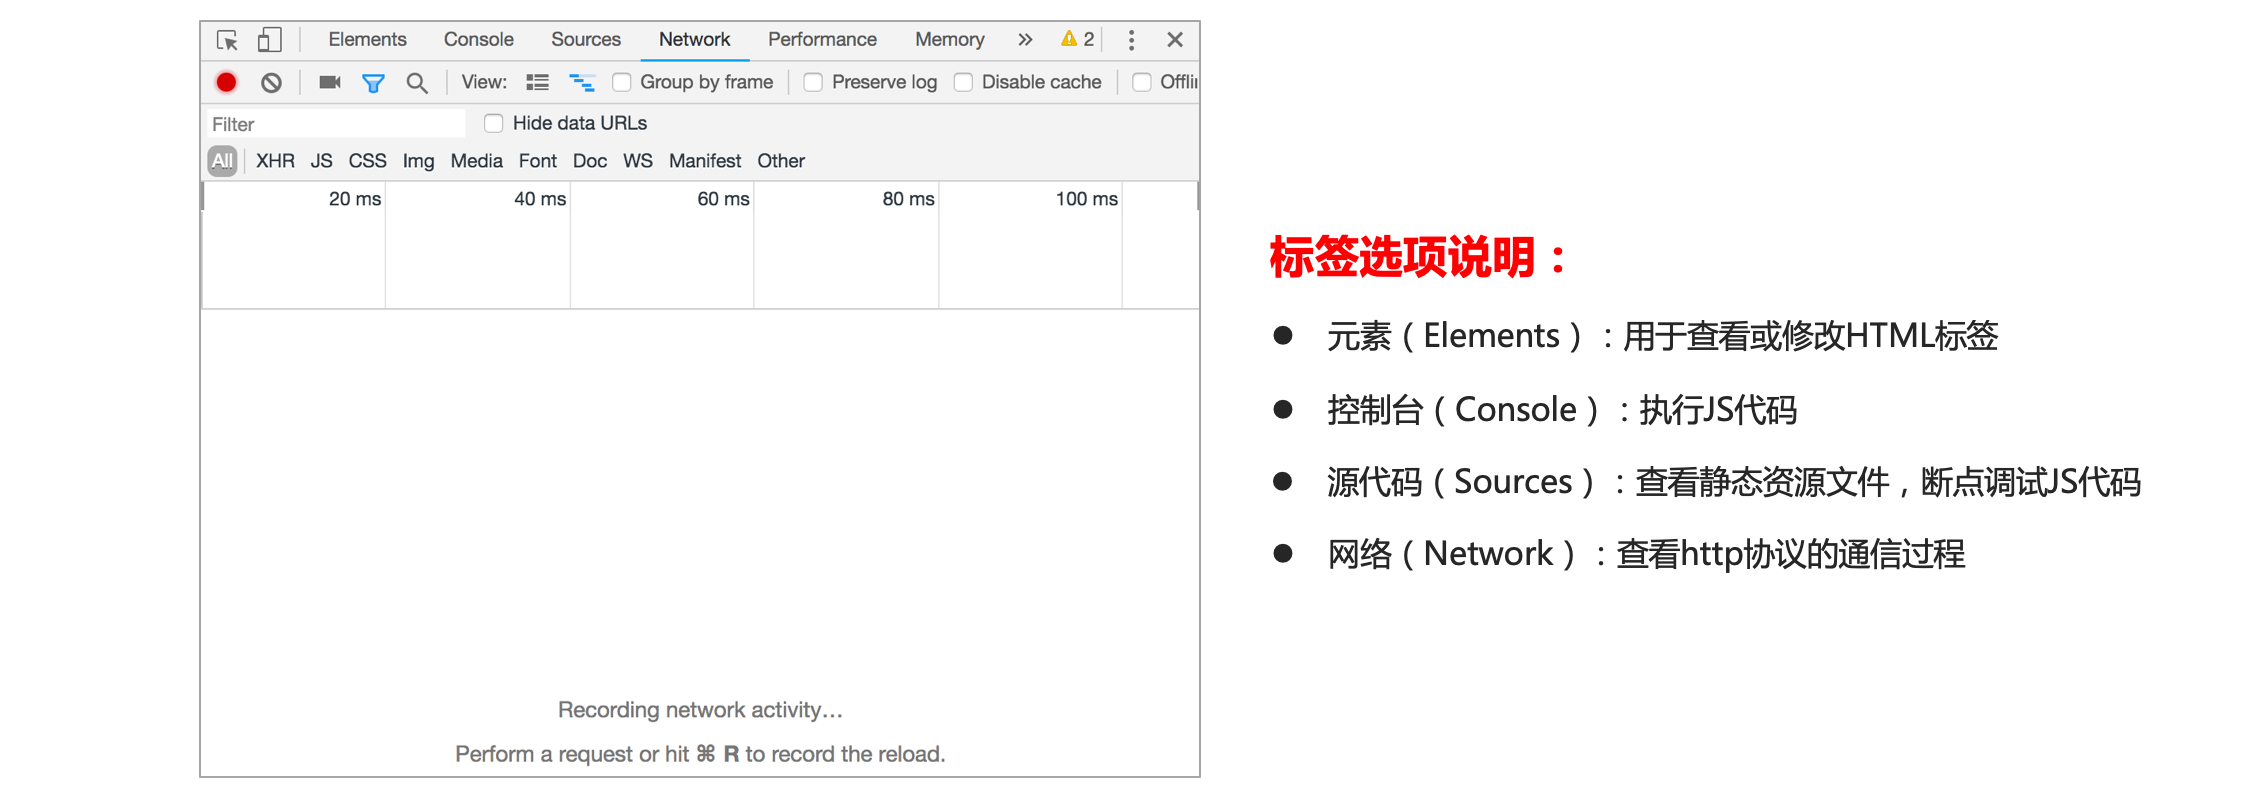 Elements Console Sources Network Performance Memory » 2
View: Group by frame Preserve log Disable cache Offlin
Filter Hide data URLs
All XHR JS CSS Img Media Font Doc WS Manifest Other
20 ms 40 ms 60 ms 80 ms 100 ms
Recording network activity…
Perform a request or hit ⌘ R to record the reload.
标签选项说明：
● 元素（Elements）：用于查看或修改HTML标签
● 控制台（Console）：执行JS代码
● 源代码（Sources）：查看静态资源文件，断点调试JS代码
● 网络（Network）：查看http协议的通信过程